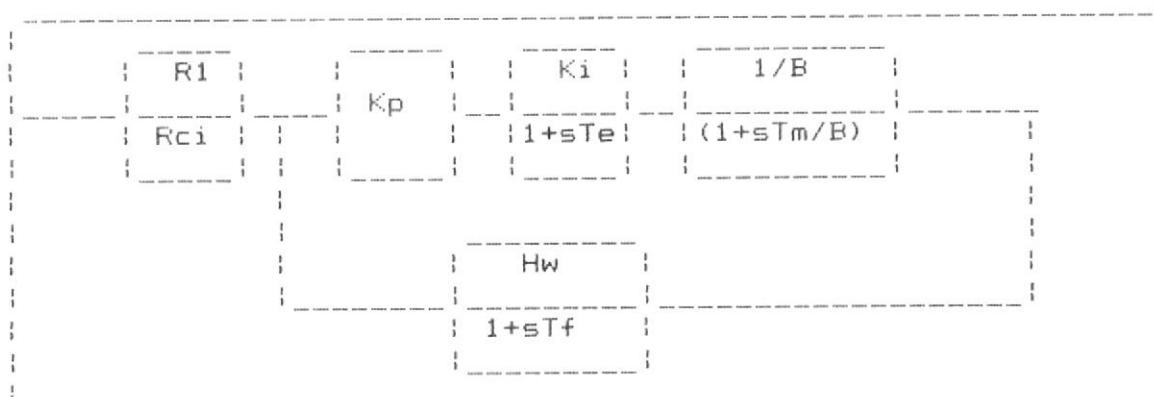 R1
Rci
Kp
Ki
1+sTe
1/B
(1+sTm/B)
Hw
1+sTf